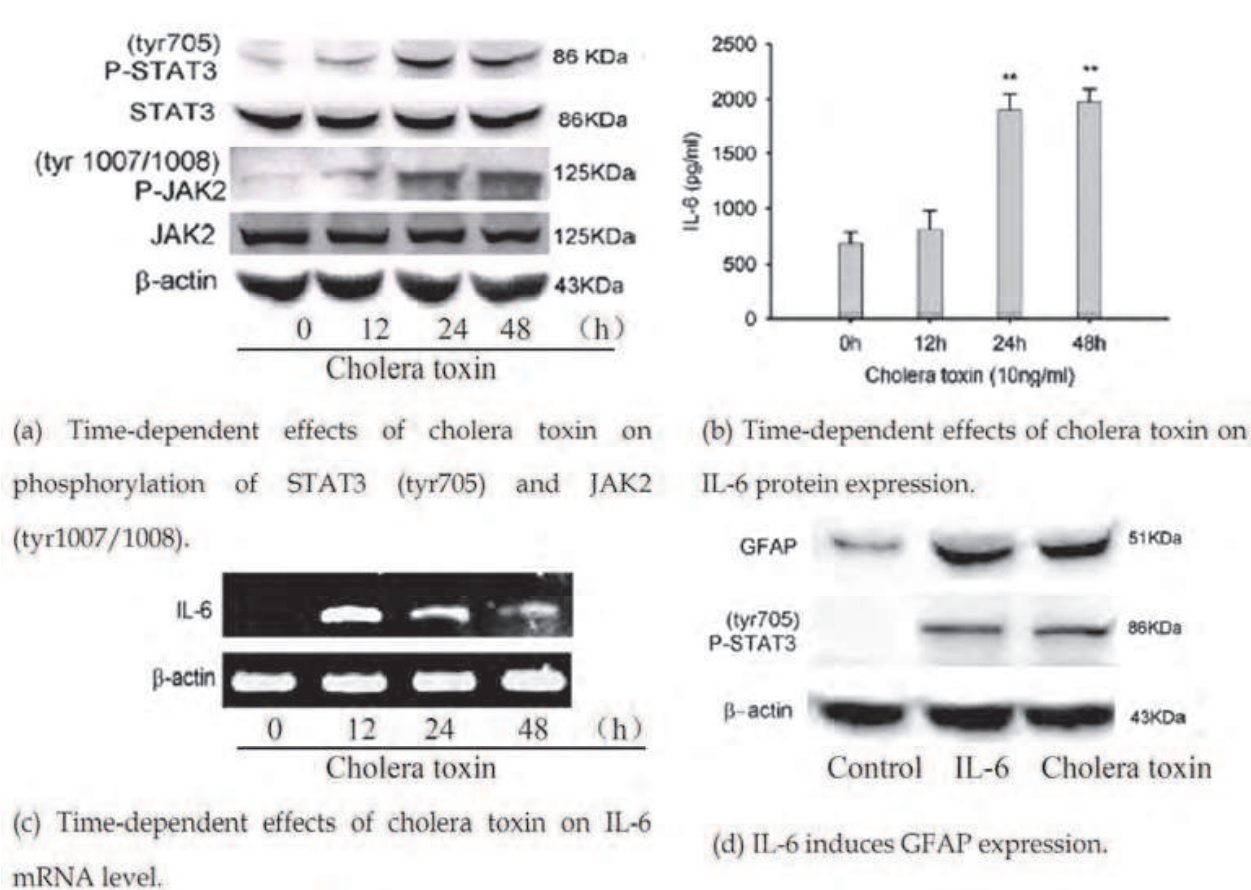 (tyr705)
P-STAT3
86 KDa
STAT3
86KDa
(tyr 1007/1008)
P-JAK2
125KDa
JAK2
125KDa
β-actin
43KDa
0 12 24 48 (h)
Cholera toxin
2500
2000
1500
1000
500
0
IL-6 (pg/ml)
** **
0h 12h 24h 48h
Cholera toxin (10ng/ml)
(a) Time-dependent effects of cholera toxin on
phosphorylation of STAT3 (tyr705) and JAK2
(tyr1007/1008).
(b) Time-dependent effects of cholera toxin on
IL-6 protein expression.
IL-6
β-actin
0 12 24 48 (h)
Cholera toxin
GFAP
51KDa
(tyr705)
P-STAT3
86KDa
β-actin
43KDa
Control IL-6 Cholera toxin
(c) Time-dependent effects of cholera toxin on IL-6
mRNA level.
(d) IL-6 induces GFAP expression.